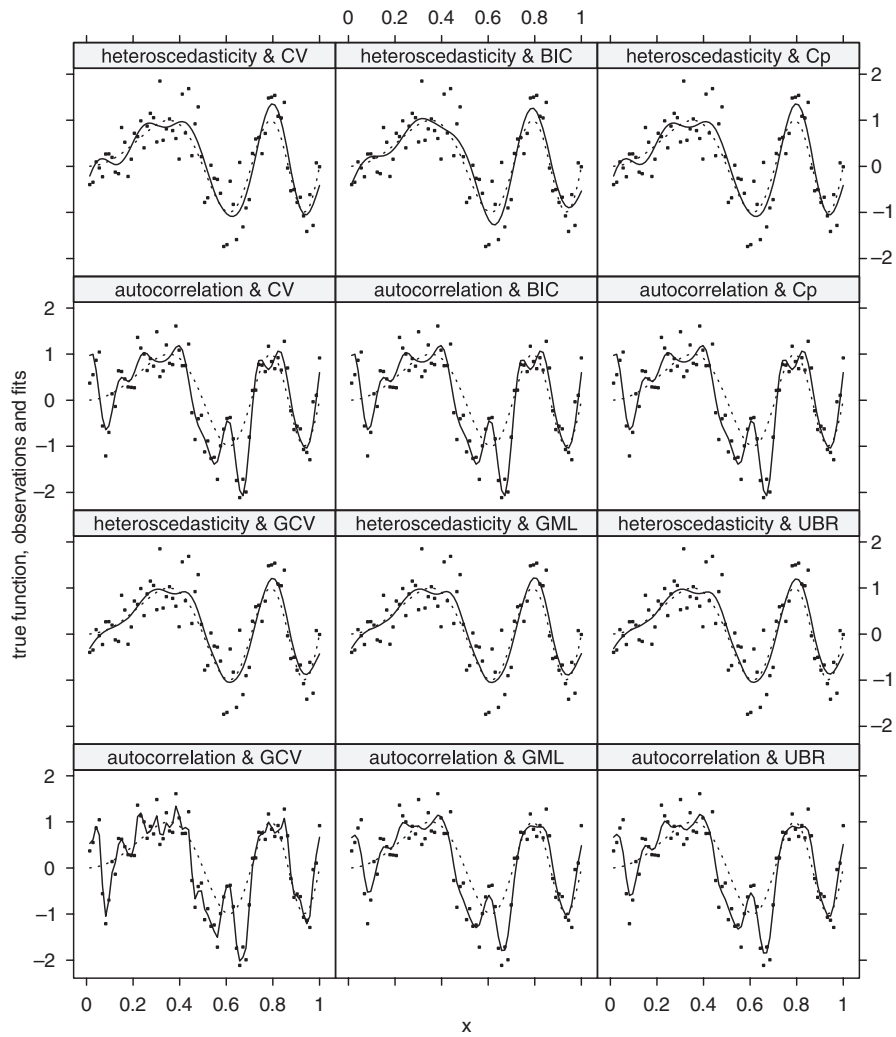 0 0.2 0.4 0.6 0.8 1
heteroscedasticity & CV heteroscedasticity & BIC heteroscedasticity & Cp
2
1
0
−1
−2
autocorrelation & CV autocorrelation & BIC autocorrelation & Cp
2
1
0
−1
−2
true function, observations and fits
heteroscedasticity & GCV heteroscedasticity & GML heteroscedasticity & UBR
2
1
0
−1
−2
autocorrelation & GCV autocorrelation & GML autocorrelation & UBR
2
1
0
−1
−2
0 0.2 0.4 0.6 0.8 1 0 0.2 0.4 0.6 0.8 1
x